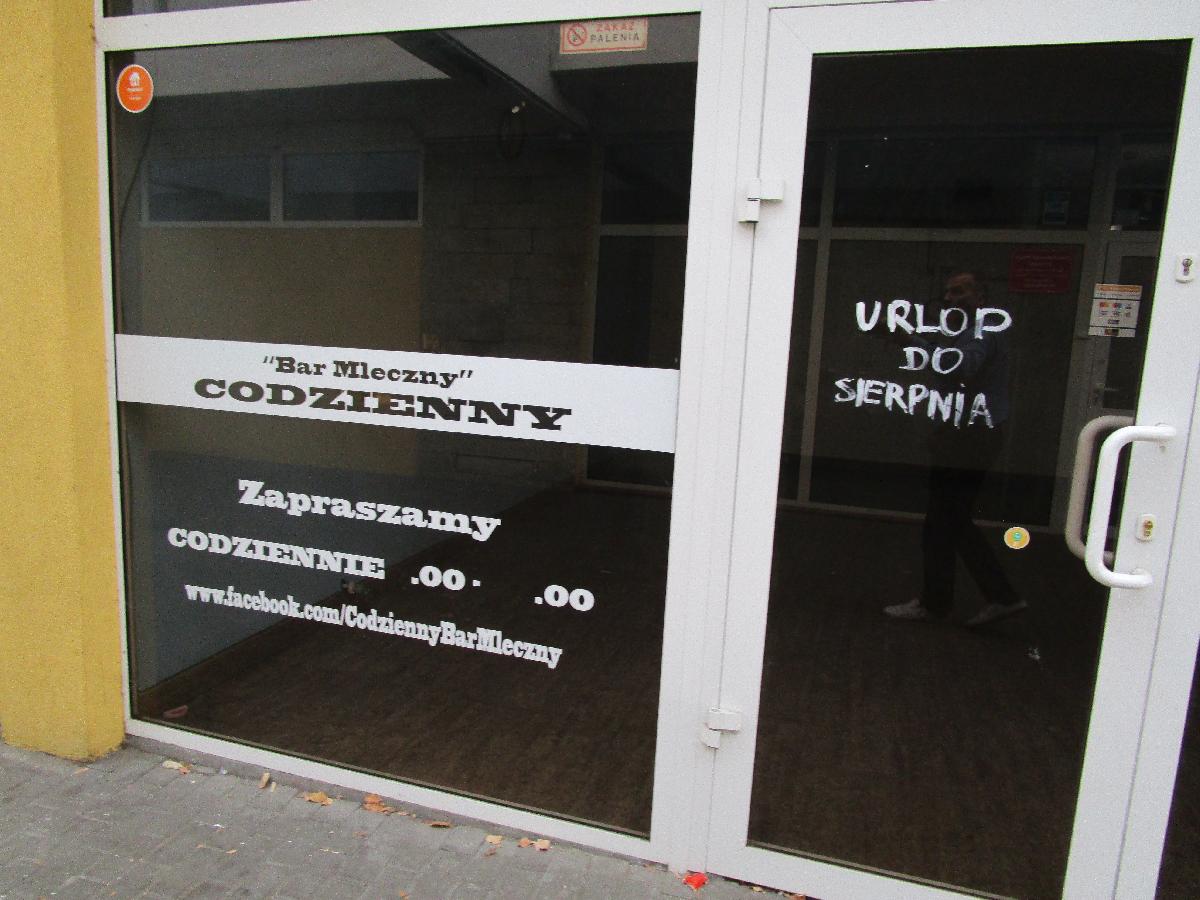 ZAKAZ
PALENIA
"Bar Mleczny"
CODZIENNY
Zapraszamy
CODZIENNIE .00 - .00
www.facebook.com/CodziennyBarMleczny
URLOP
DO
SIERPNIA